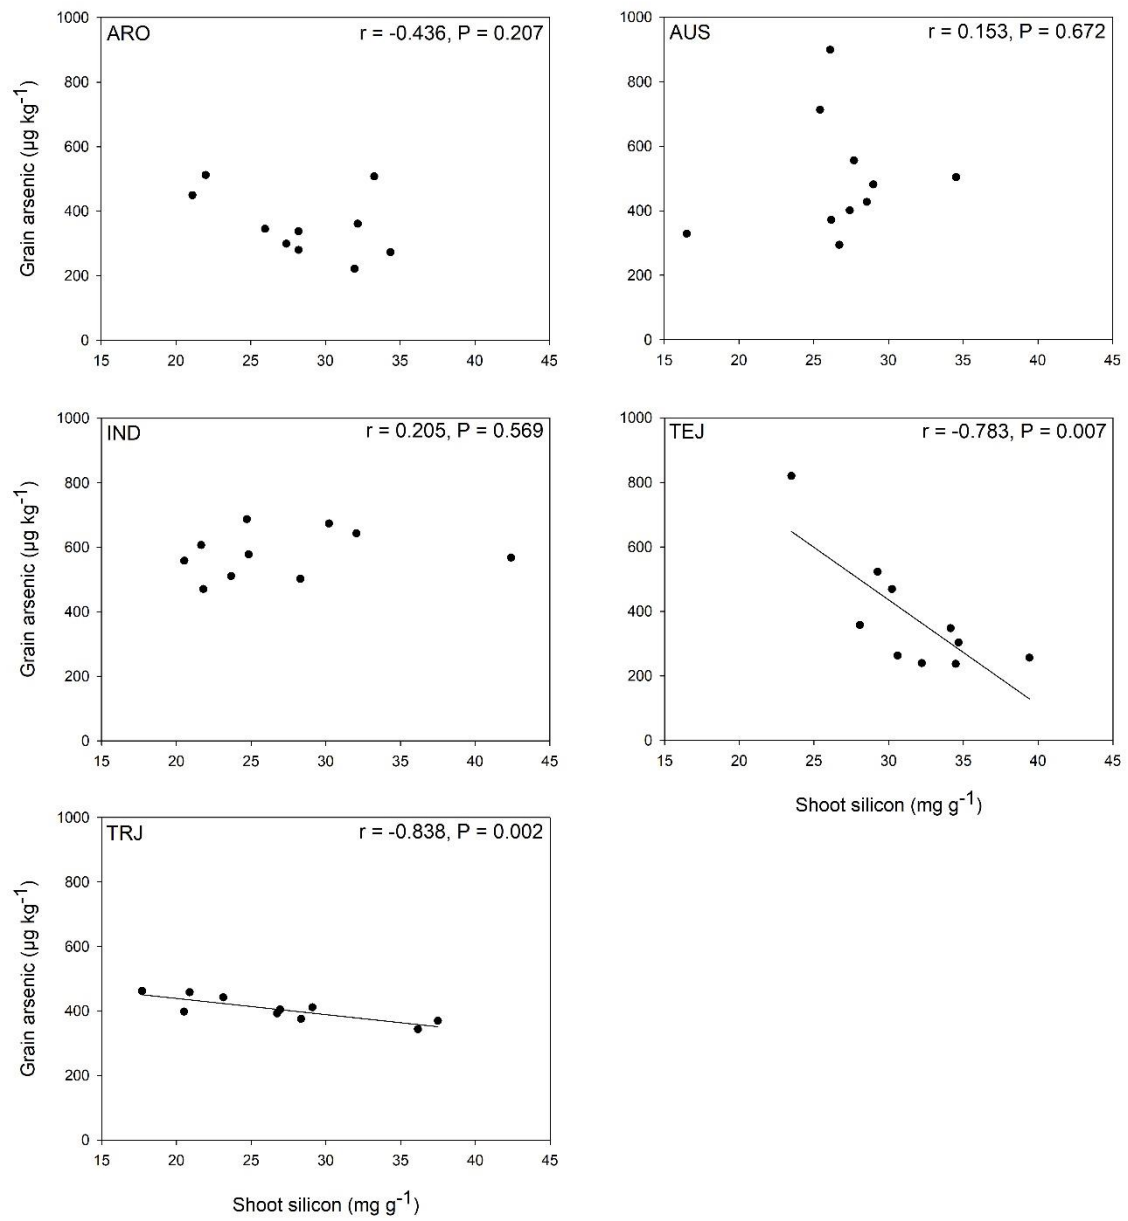 ARO
r = -0.436, P = 0.207
1000
800
600
400
200
0
15 20 25 30 35 40 45
Grain arsenic (µg kg-1)
AUS
r = 0.153, P = 0.672
1000
800
600
400
200
0
15 20 25 30 35 40 45
IND
r = 0.205, P = 0.569
1000
800
600
400
200
0
15 20 25 30 35 40 45
Grain arsenic (µg kg-1)
TEJ
r = -0.783, P = 0.007
1000
800
600
400
200
0
15 20 25 30 35 40 45
Shoot silicon (mg g-1)
TRJ
r = -0.838, P = 0.002
1000
800
600
400
200
0
15 20 25 30 35 40 45
Grain arsenic (µg kg-1)
Shoot silicon (mg g-1)